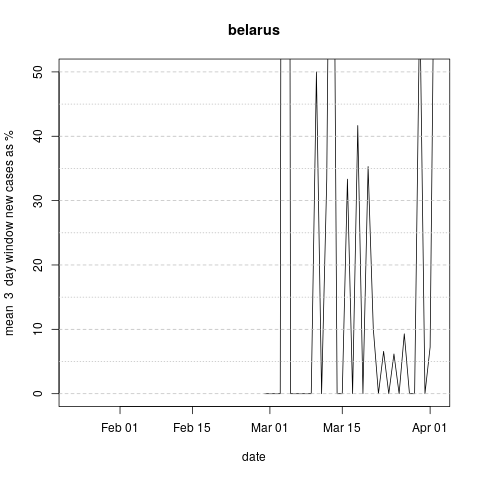 belarus
mean 3 day window new cases as %
50
40
30
20
10
0
Feb 01
Feb 15
Mar 01
Mar 15
Apr 01
date